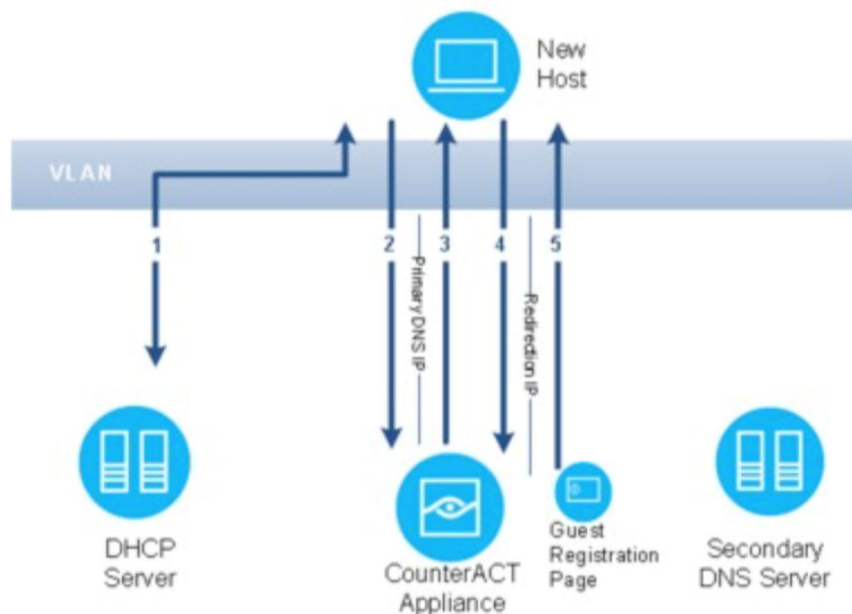 New
Host
VLAN
1
2
3
4
5
Primary DNS IP
Redirection IP
DHCP
Server
CounterACT
Appliance
Guest
Registration
Page
Secondary
DNS Server